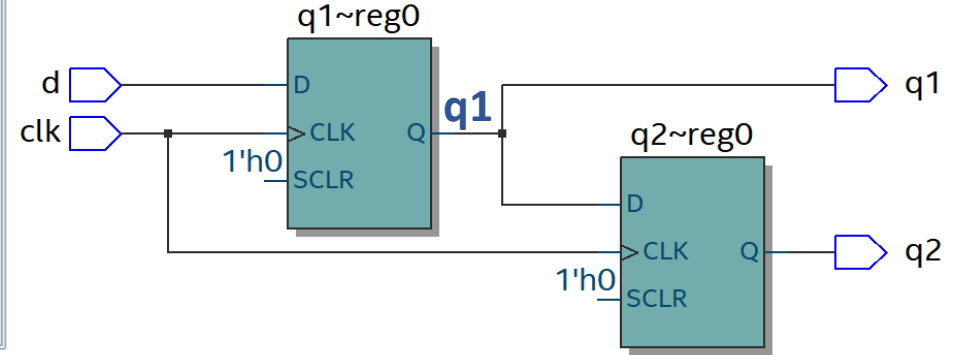 q1~reg0
d
D
q1
q1
clk
CLK
Q
q2~reg0
1'h0
SCLR
D
CLK
Q
q2
1'h0
SCLR